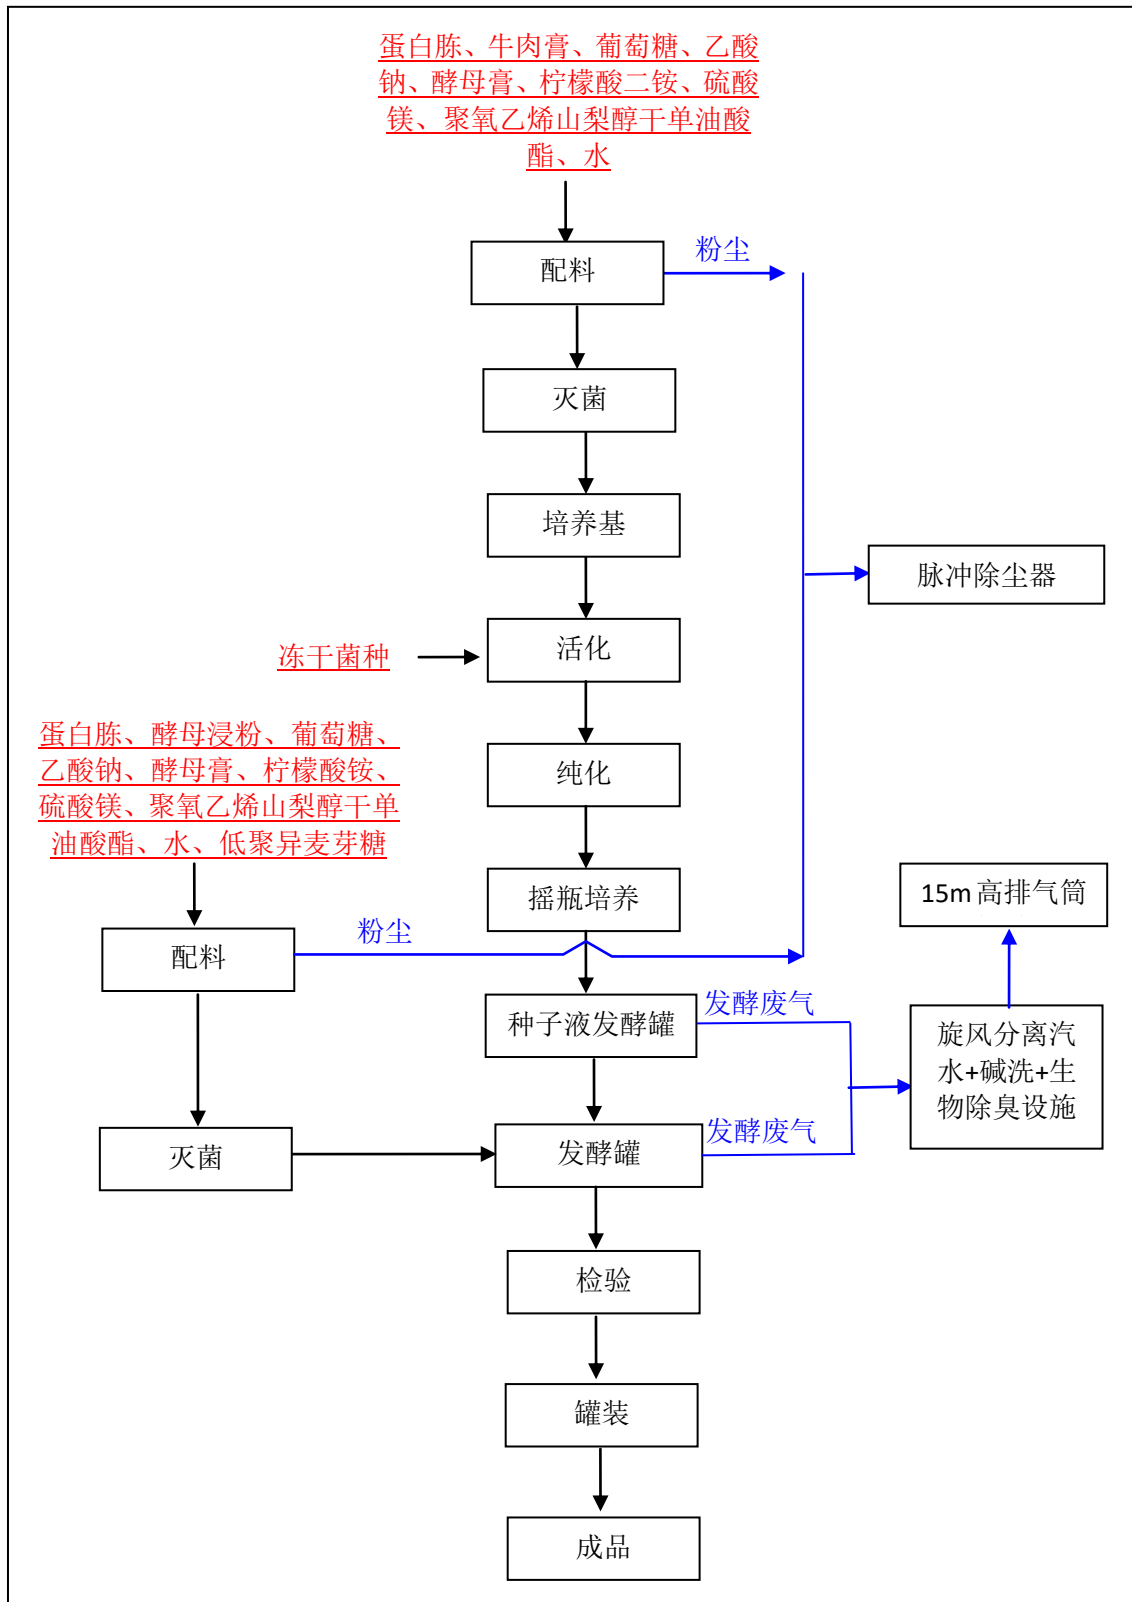 蛋白胨、牛肉膏、葡萄糖、乙酸
钠、酵母膏、柠檬酸二铵、硫酸
镁、聚氧乙烯山梨醇干单油酸
酯、水
粉尘
配料
灭菌
培养基
脉冲除尘器
活化
冻干菌种
蛋白胨、酵母浸粉、葡萄糖、
乙酸钠、酵母膏、柠檬酸铵、
硫酸镁、聚氧乙烯山梨醇干单
油酸酯、水、低聚异麦芽糖
纯化
摇瓶培养
15m 高排气筒
粉尘
配料
发酵废气
种子液发酵罐
旋风分离汽
水+碱洗+生
物除臭设施
发酵废气
灭菌
发酵罐
检验
罐装
成品